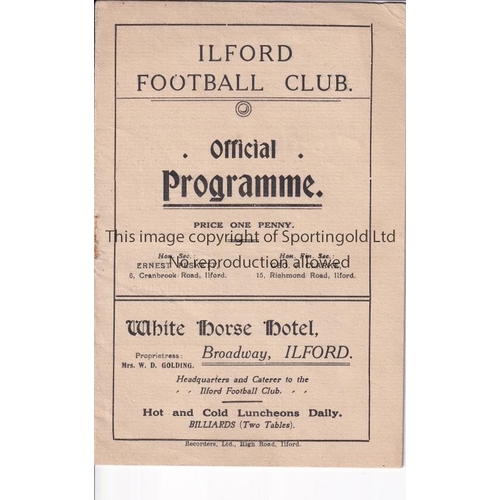 ILFORD
FOOTBALL CLUB.
. Official .
Programme.
PRICE ONE PENNY.
This image copyright of Sportingold Ltd
Hon. Sec.:
Hon. Fin. Sec.:
ERNEST
No reproduction allowed
6, Cranbrook Road, Ilford.
15, Richmond Road, Ilford.
White Horse Hotel,
Proprietress:
Broadway, ILFORD.
Mrs. W. D. GOLDING.
Headquarters and Caterer to the
Ilford Football Club.
Hot and Cold Luncheons Daily.
BILLIARDS (Two Tables).
Recorders, Ltd., High Road, Ilford.